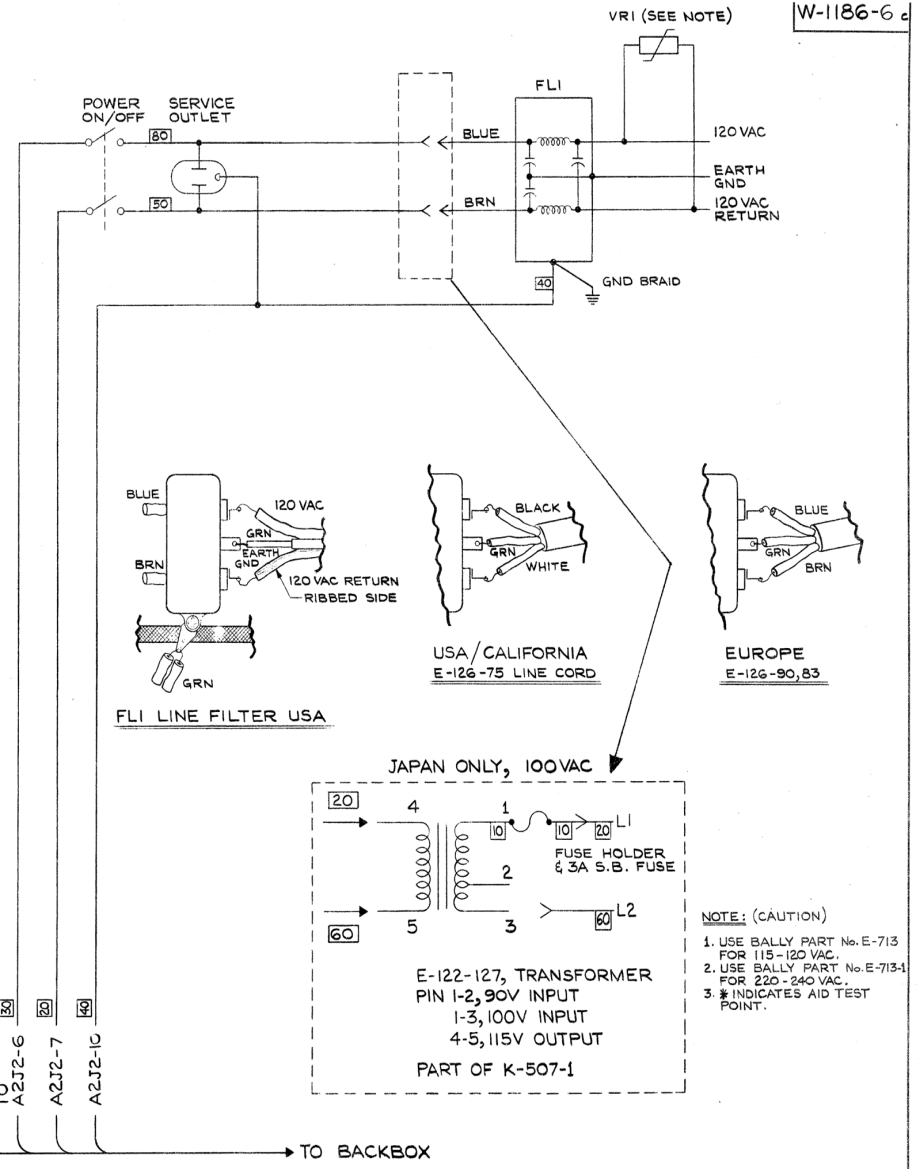 W-1186-6 c
VR1 (SEE NOTE)
FL1
POWER
ON/OFF
SERVICE
OUTLET
80
BLUE
120 VAC
EARTH
GND
50
BRN
120 VAC
RETURN
40
GND BRAID
BLUE
120 VAC
GRN
EARTH
GND
BRN
120 VAC RETURN
RIBBED SIDE
GRN
FL1 LINE FILTER USA
BLACK
GRN
WHITE
USA/CALIFORNIA
E-126-75 LINE CORD
BLUE
GRN
BRN
EUROPE
E-126-90,83
JAPAN ONLY, 100VAC
20
4
1
10
10
20
L1
FUSE HOLDER
& 3A S.B. FUSE
2
60
5
3
60
L2
E-122-127, TRANSFORMER
PIN 1-2, 90V INPUT
1-3, 100V INPUT
4-5, 115V OUTPUT
PART OF K-507-1
NOTE: (CAUTION)
1. USE BALLY PART No. E-713
FOR 115-120 VAC.
2. USE BALLY PART No. E-713-1
FOR 220-240 VAC.
3. * INDICATES AID TEST
POINT.
30
20
40
TO
A2J2-6
A2J2-7
A2J2-10
TO BACKBOX